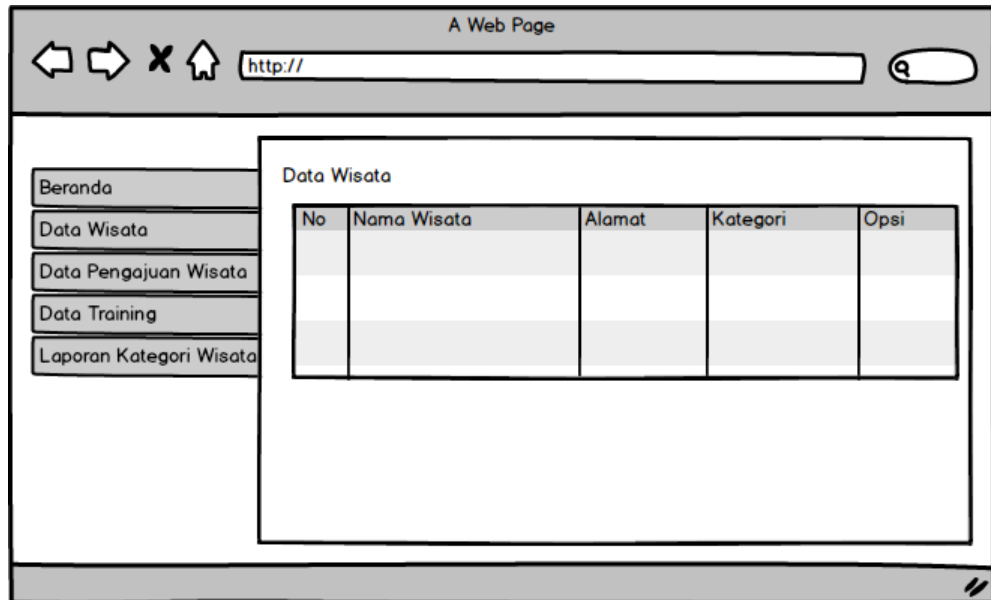 A Web Page
http://
Beranda
Data Wisata
Data Pengajuan Wisata
Data Training
Laporan Kategori Wisata
Data Wisata
No Nama Wisata Alamat Kategori Opsi